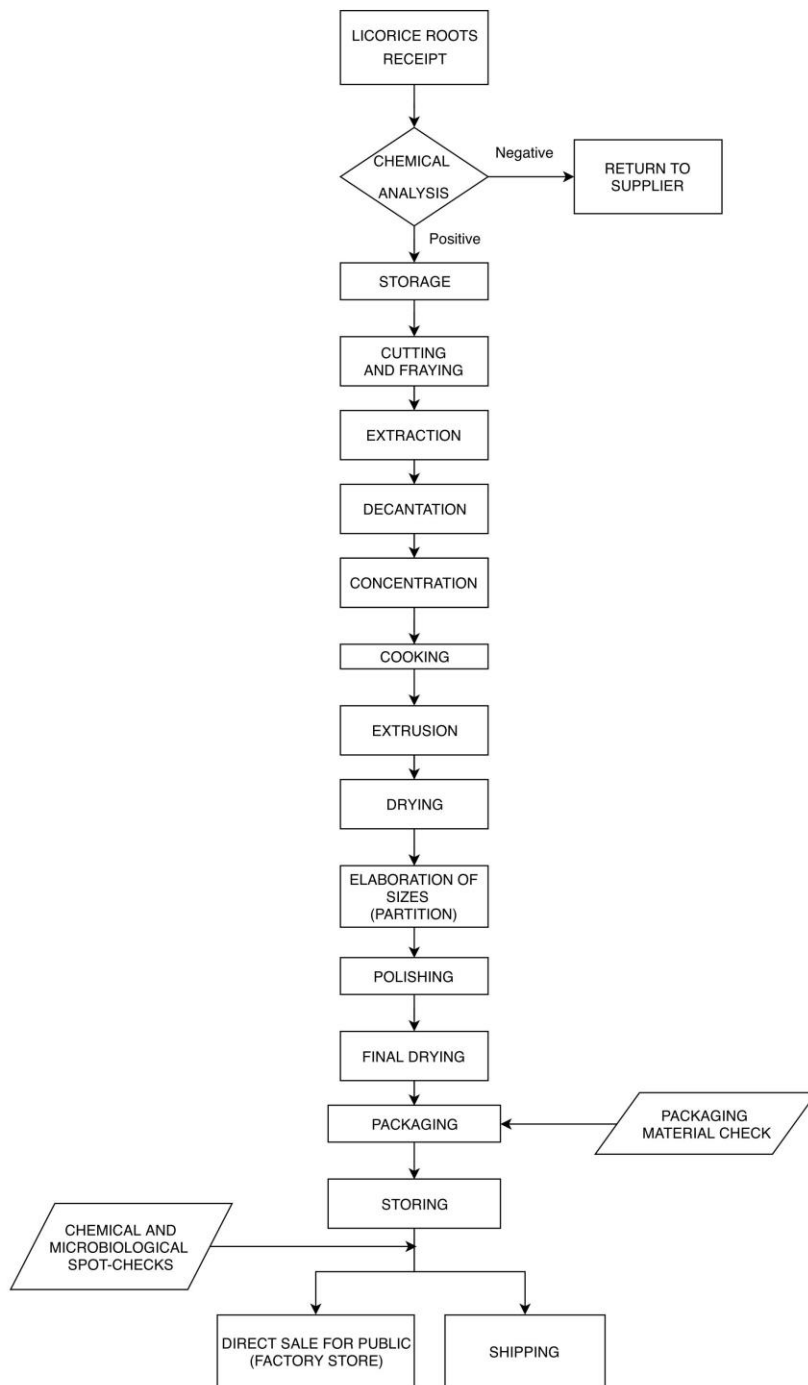 LICORICE ROOTS
RECEIPT
CHEMICAL
ANALYSIS
Negative
RETURN TO
SUPPLIER
Positive
STORAGE
CUTTING
AND FRAYING
EXTRACTION
DECANTATION
CONCENTRATION
COOKING
EXTRUSION
DRYING
ELABORATION OF
SIZES
(PARTITION)
POLISHING
FINAL DRYING
PACKAGING
PACKAGING
MATERIAL CHECK
STORING
CHEMICAL AND
MICROBIOLOGICAL
SPOT-CHECKS
DIRECT SALE FOR PUBLIC
(FACTORY STORE)
SHIPPING